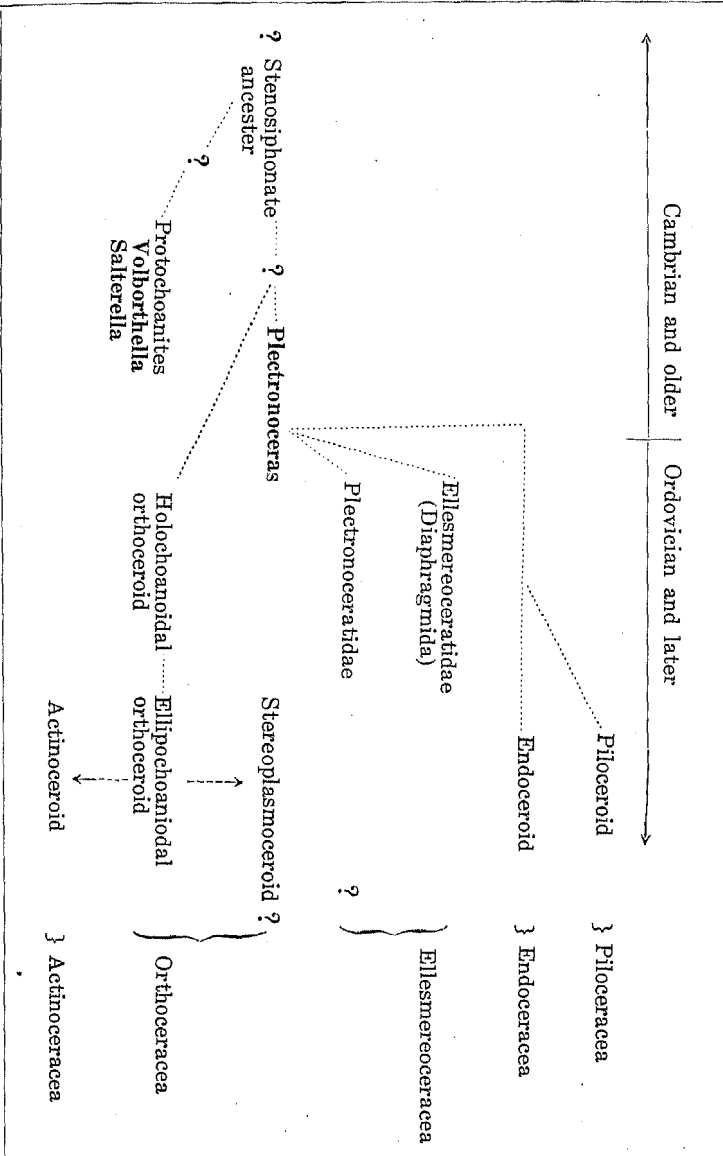 Cambrian and older
Ordovician and later
Piloceroid
} Piloceracea
Endoceroid
} Endoceracea
Ellesmereoceratidae
(Diaphragmida)
Plectronoceratidae
?
Ellesmereoceracea
? Stenosiphonate
ancester
?
Plectronoceras
Stereoplasmoceroid ?
?
Protochoanites
Volborthella
Salterella
Holochoanoidal
orthoceroid
Ellipochoaniodal
orthoceroid
Orthoceracea
Actinoceroid
} Actinoceracea